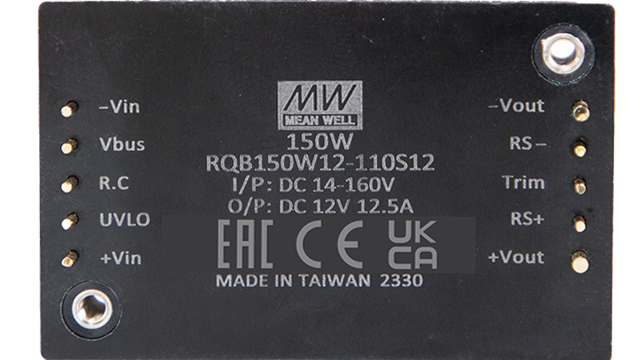 MW
MEAN WELL
150W
RQB150W12-110S12
I/P: DC 14-160V
O/P: DC 12V 12.5A
EAC CE UK CA
MADE IN TAIWAN 2330
-Vin
Vbus
R.C
UVLO
+Vin
-Vout
RS-
Trim
RS+
+Vout